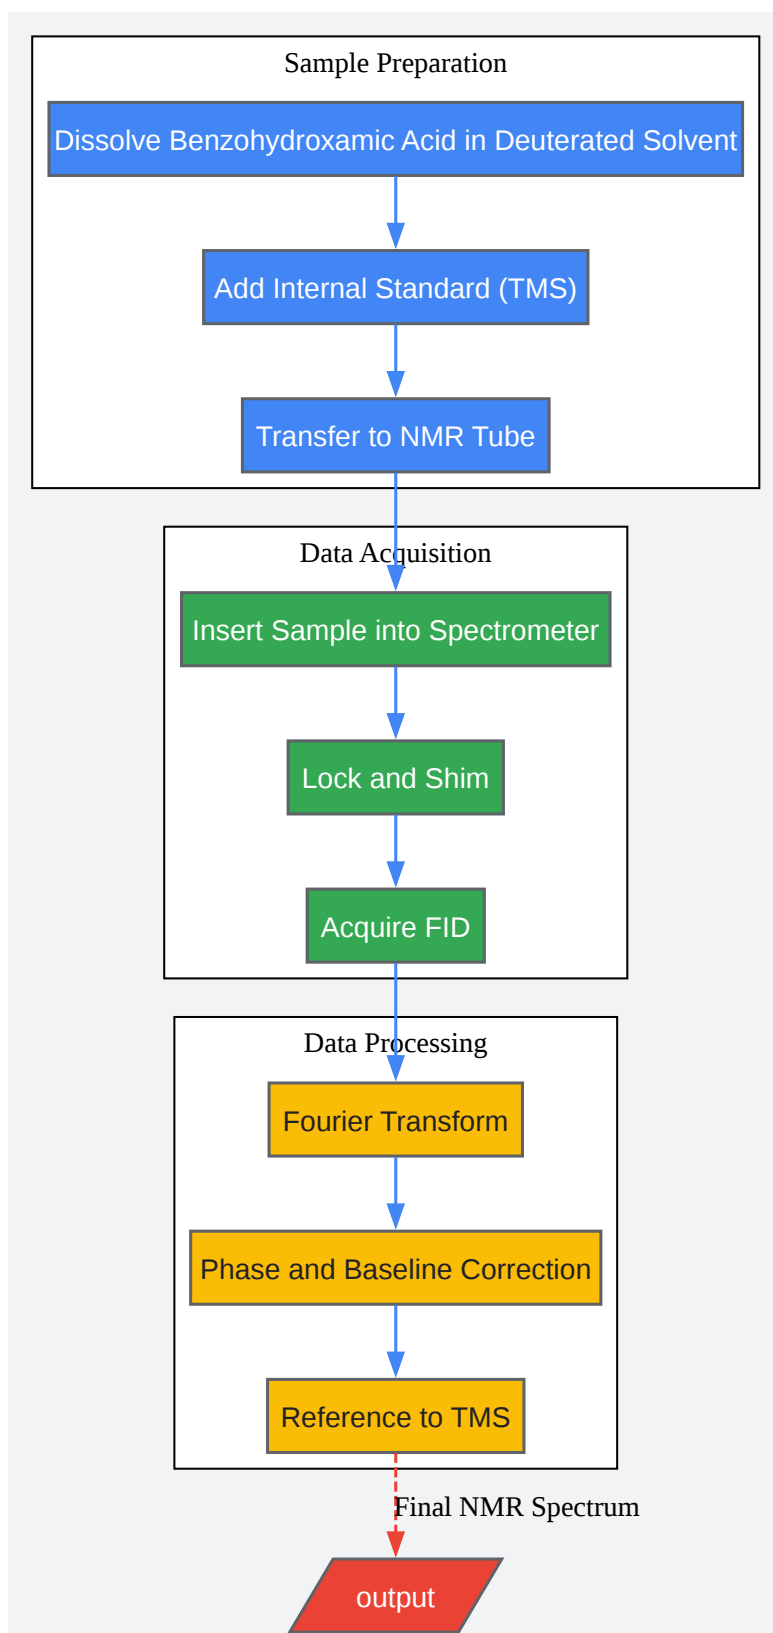 Sample Preparation
Dissolve Benzohydroxamic Acid in Deuterated Solvent
Add Internal Standard (TMS)
Transfer to NMR Tube
Data Acquisition
Insert Sample into Spectrometer
Lock and Shim
Acquire FID
Data Processing
Fourier Transform
Phase and Baseline Correction
Reference to TMS
Final NMR Spectrum
output